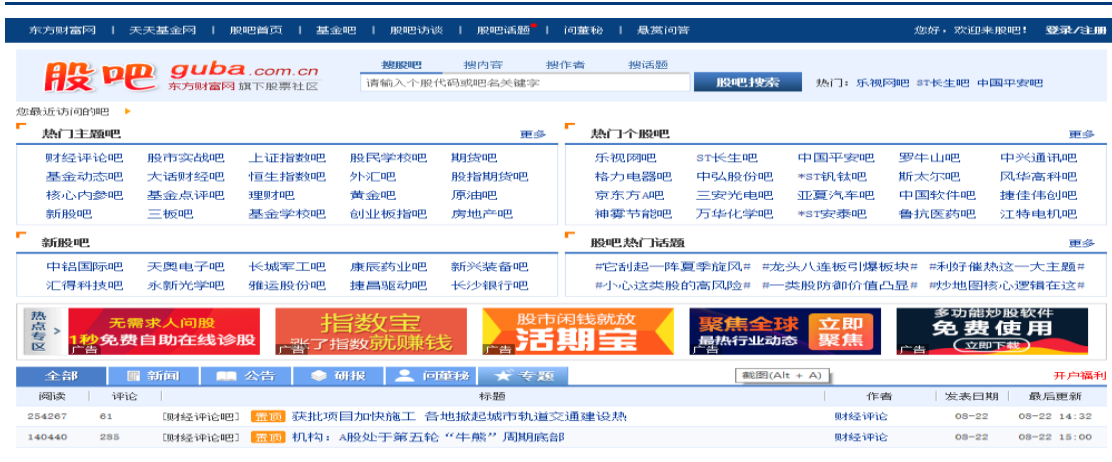 东方财富网 | 天天基金网 | 股吧首页 | 基金吧 | 股吧访谈 | 股吧话题 | 问董秘 | 悬赏问答 您好，欢迎来股吧！ 登录/注册
搜股吧 搜内容 搜作者 搜话题
股吧 guba.com.cn
东方财富网 旗下股票社区
请输入个股代码或吧名关键字 股吧搜索 热门：乐视网吧 ST长生吧 中国平安吧
您最近访问的吧
热门主题吧 更多 热门个股吧 更多
财经评论吧 股市实战吧 上证指数吧 股民学校吧 期货吧 乐视网吧 ST长生吧 中国平安吧 罗牛山吧 中兴通讯吧
基金动态吧 大话财经吧 恒生指数吧 外汇吧 股指期货吧 格力电器吧 中弘股份吧 *ST钒钛吧 斯太尔吧 风华高科吧
核心内参吧 基金点评吧 理财吧 黄金吧 原油吧 京东方A吧 三安光电吧 亚夏汽车吧 中国软件吧 捷佳伟创吧
新股吧 三板吧 基金学校吧 创业板指吧 房地产吧 神雾节能吧 万华化学吧 *ST安泰吧 鲁抗医药吧 江特电机吧
新股吧 股吧热门话题 更多
中铝国际吧 天奥电子吧 长城军工吧 康辰药业吧 新兴装备吧 #它刮起一阵夏季旋风# #龙头八连板引爆板块# #利好催热这一大主题#
汇得科技吧 永新光学吧 雅运股份吧 捷昌驱动吧 长沙银行吧 #小心这类股的高风险# #一类股防御价值凸显# #炒地图核心逻辑在这#
热点专区 >
无需求人问股
1秒免费自助在线诊股
广告
指数宝
涨了指数就赚钱
广告
股市闲钱就放
活期宝
广告
聚焦全球
最热行业动态
立即聚焦
广告
多功能炒股软件
免费使用
立即下载
广告
全部 新闻 公告 研报 问董秘 专题 截图(Alt + A) 开户福利
阅读 评论 标题 作者 发表日期 最后更新
254267 61 [财经评论吧] 置顶 获批项目加快施工 各地掀起城市轨道交通建设热 财经评论 08-22 08-22 14:32
140440 285 [财经评论吧] 置顶 机构：A股处于第五轮“牛熊”周期底部 财经评论 08-22 08-22 15:00